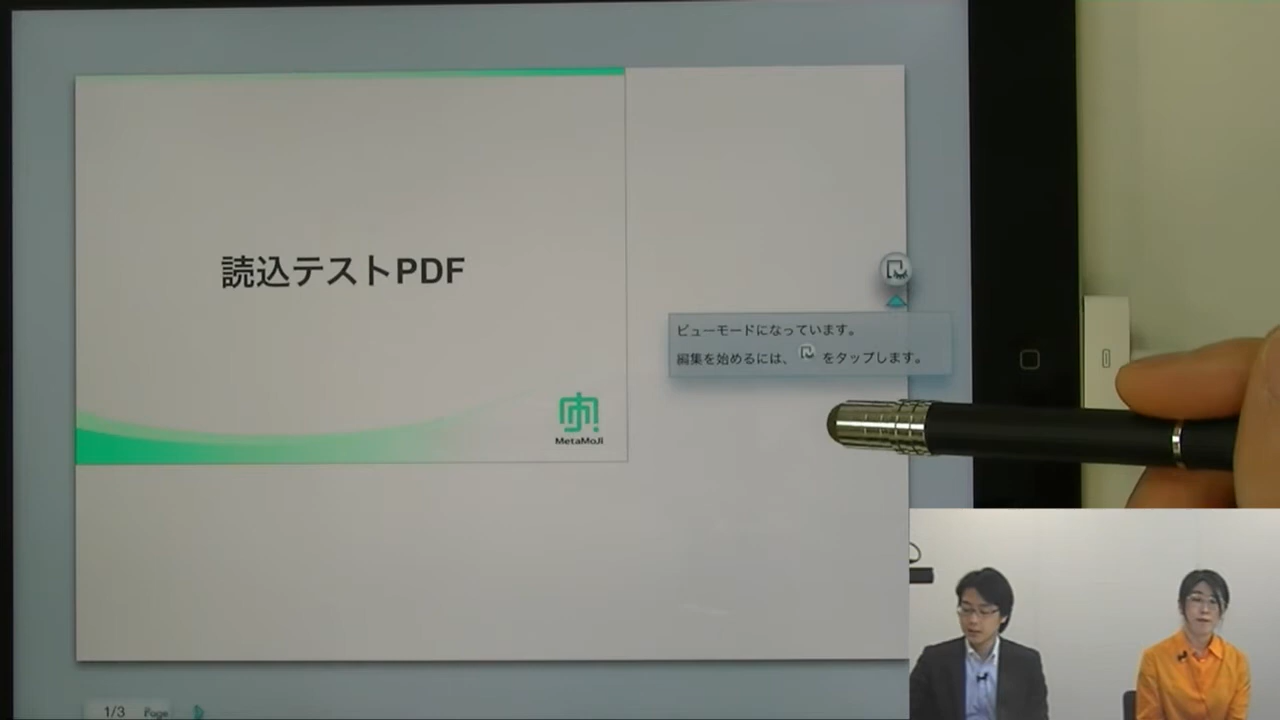 読込テストPDF
MetaMoJi
ビューモードになっています。
編集を始めるには、 をタップします。
1/3 Page